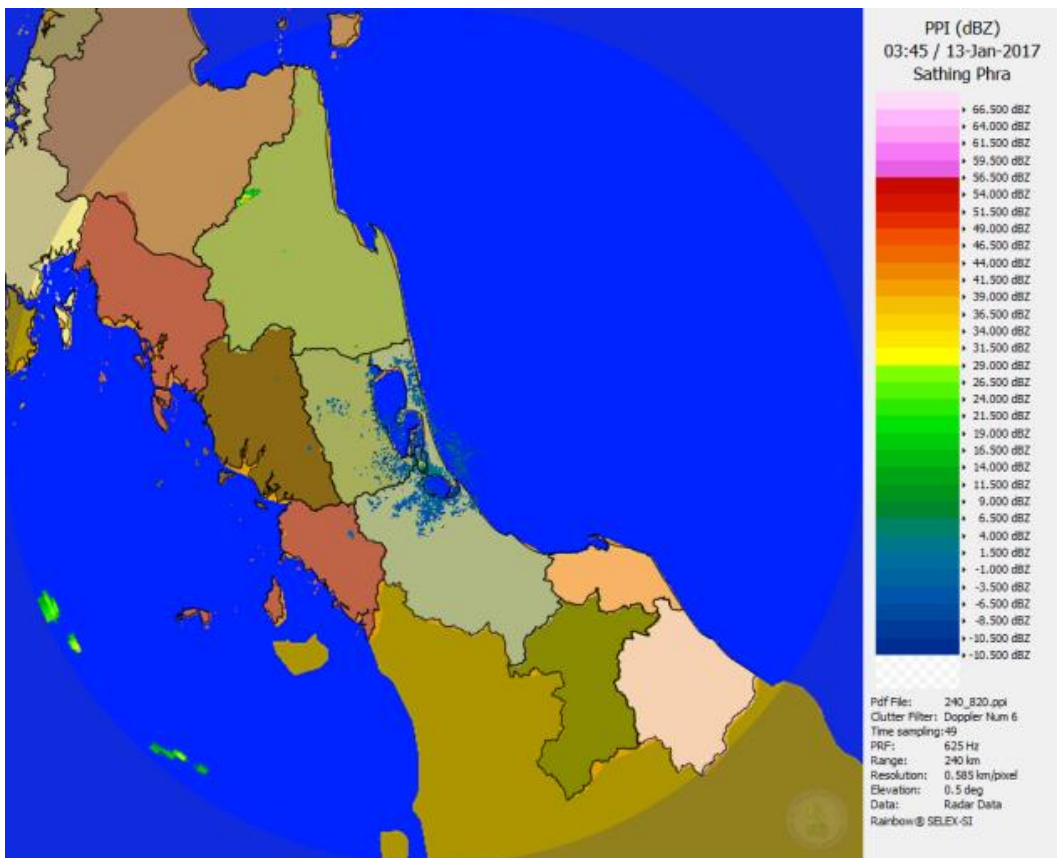 PPI (dBZ)
03:45 / 13-Jan-2017
Sathing Phra
66.500 dBZ
64.000 dBZ
61.500 dBZ
59.500 dBZ
56.500 dBZ
54.000 dBZ
51.500 dBZ
49.000 dBZ
46.500 dBZ
44.000 dBZ
41.500 dBZ
39.000 dBZ
36.500 dBZ
34.000 dBZ
31.500 dBZ
29.000 dBZ
26.500 dBZ
24.000 dBZ
21.500 dBZ
19.000 dBZ
16.500 dBZ
14.000 dBZ
11.500 dBZ
9.000 dBZ
6.500 dBZ
4.000 dBZ
1.500 dBZ
-1.000 dBZ
-3.500 dBZ
-6.500 dBZ
-8.500 dBZ
-10.500 dBZ
-10.500 dBZ
Pdf File: 240_820.ppi
Clutter Filter: Doppler Num 6
Time sampling:49
PRF: 625 Hz
Range: 240 km
Resolution: 0.585 km/pixel
Elevation: 0.5 deg
Data: Radar Data
Rainbow® SELEX-SI